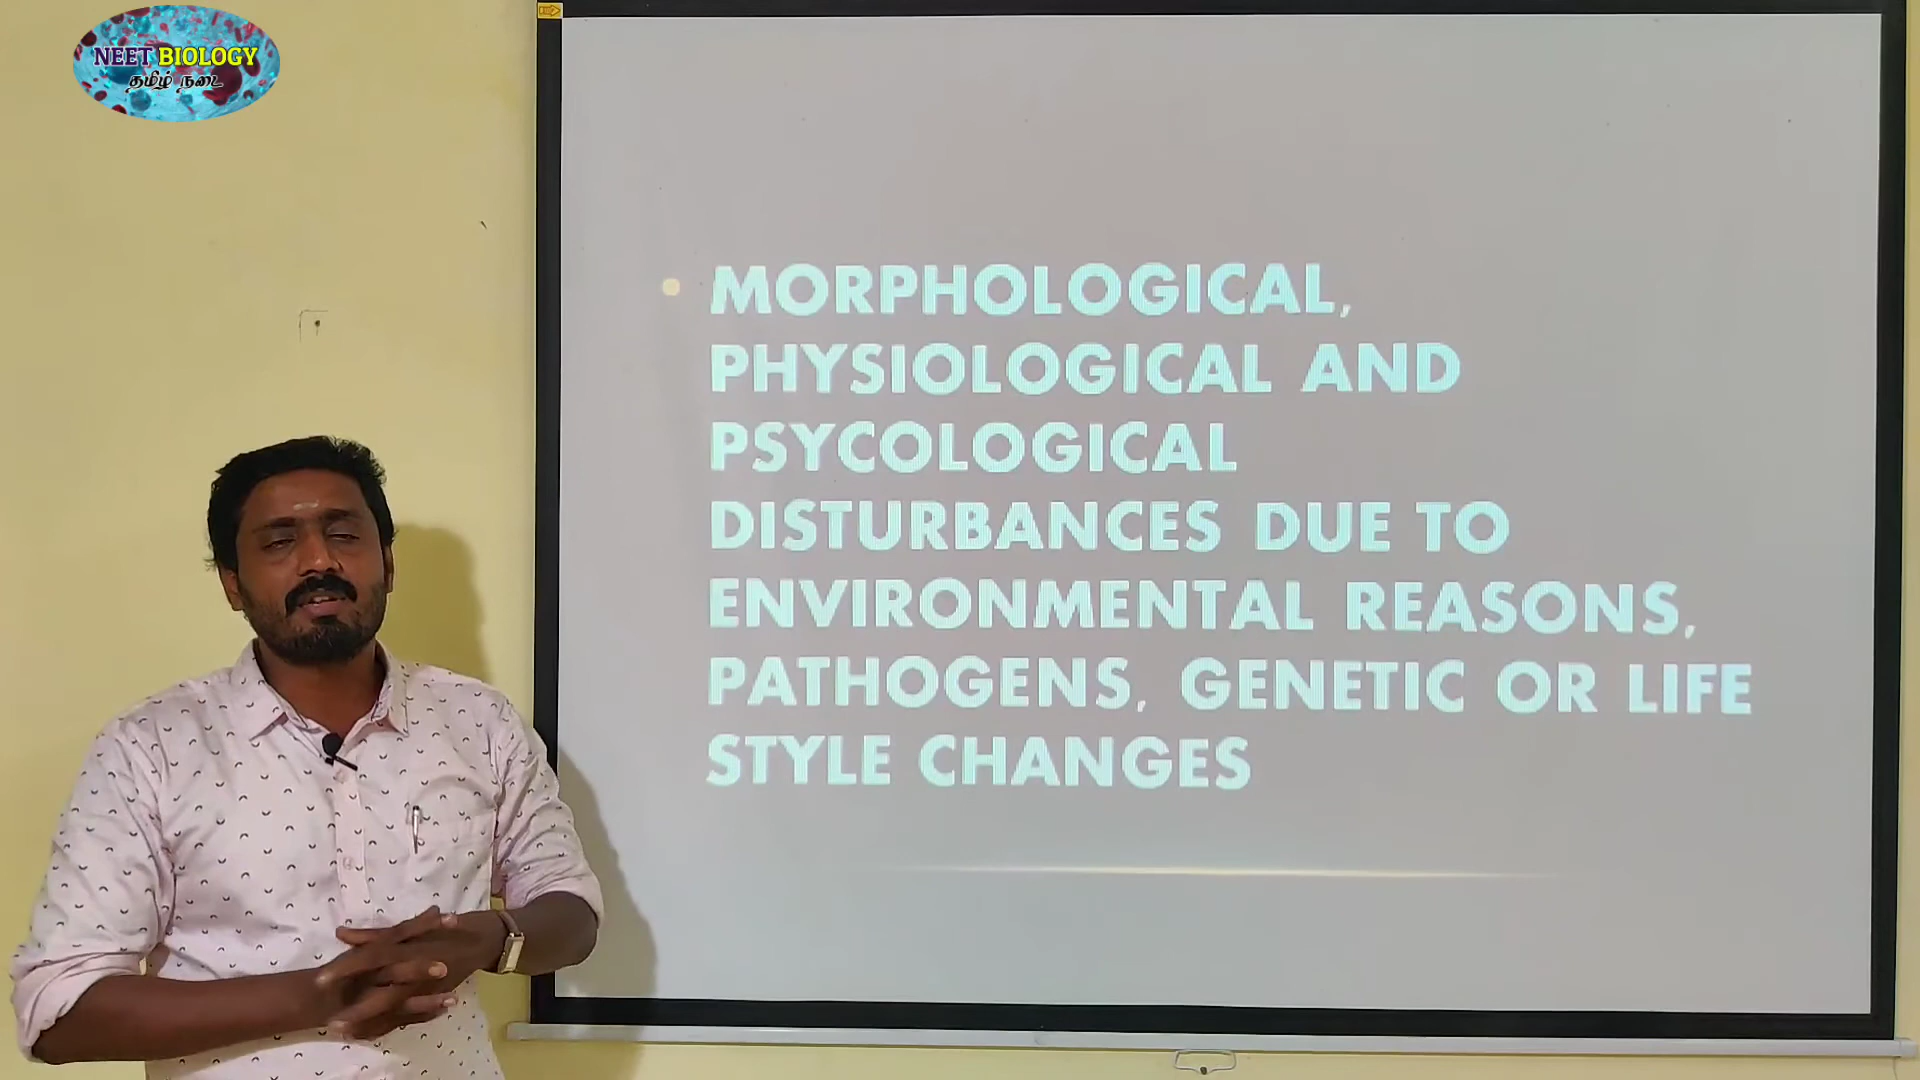 NEET BIOLOGY
தமிழ் நடை
MORPHOLOGICAL,
PHYSIOLOGICAL AND
PSYCOLOGICAL
DISTURBANCES DUE TO
ENVIRONMENTAL REASONS,
PATHOGENS, GENETIC OR LIFE
STYLE CHANGES